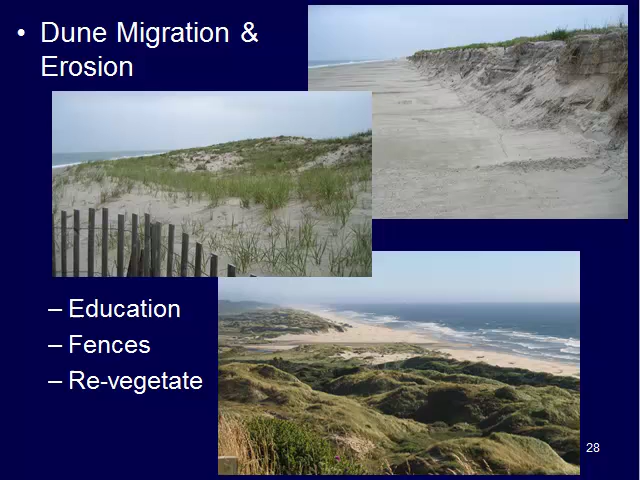 • Dune Migration &
Erosion
– Education
– Fences
– Re-vegetate
28